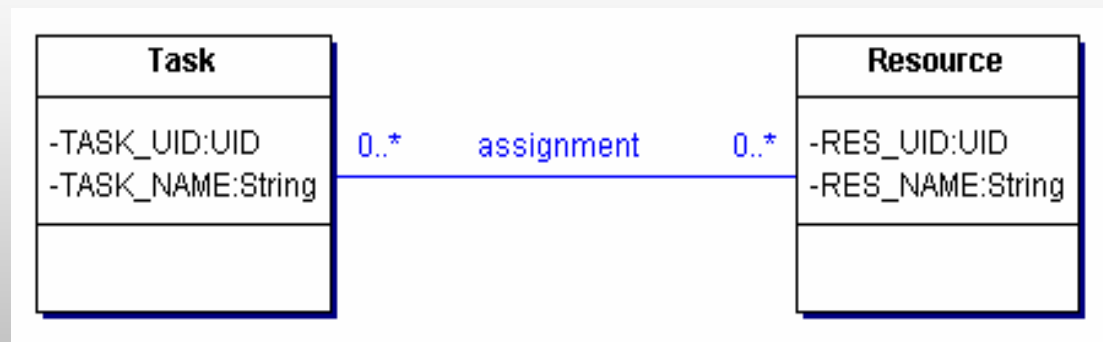 Task
-TASK_UID:UID
-TASK_NAME:String
0..* assignment 0..*
Resource
-RES_UID:UID
-RES_NAME:String